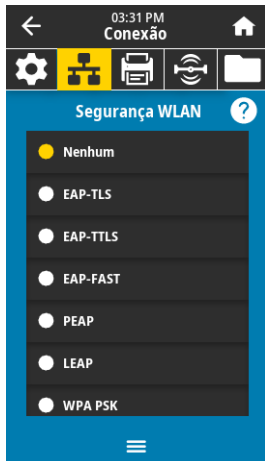 03:31 PM
Conexão
Segurança WLAN
?
Nenhum
EAP-TLS
EAP-TTLS
EAP-FAST
PEAP
LEAP
WPA PSK